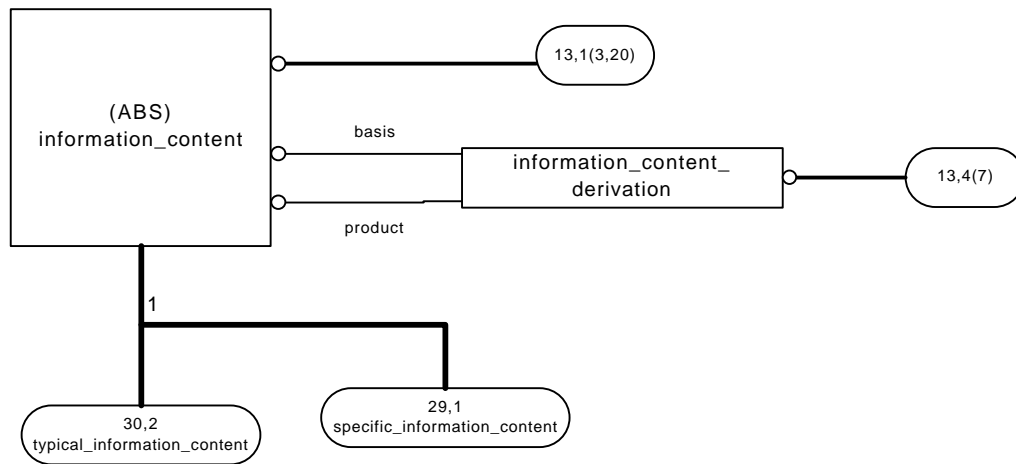 13,1(3,20)
(ABS)
information_content
basis
information_content_
derivation
13,4(7)
product
1
30,2
typical_information_content
29,1
specific_information_content